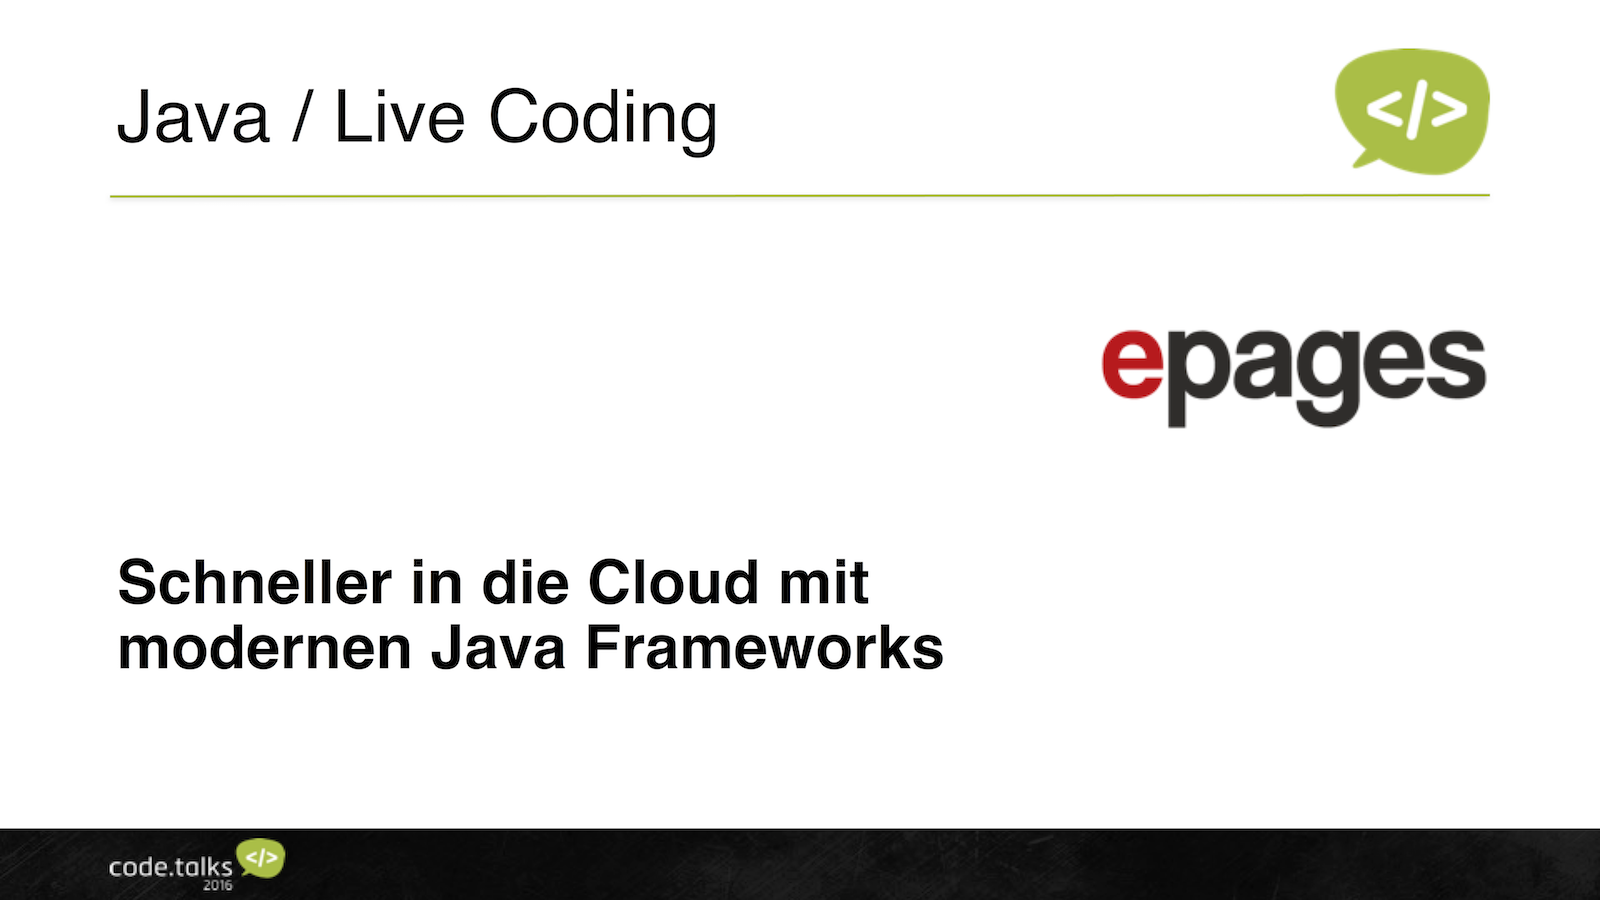 Java / Live Coding
</>
epages
Schneller in die Cloud mit
modernen Java Frameworks
code.talks </>
2016